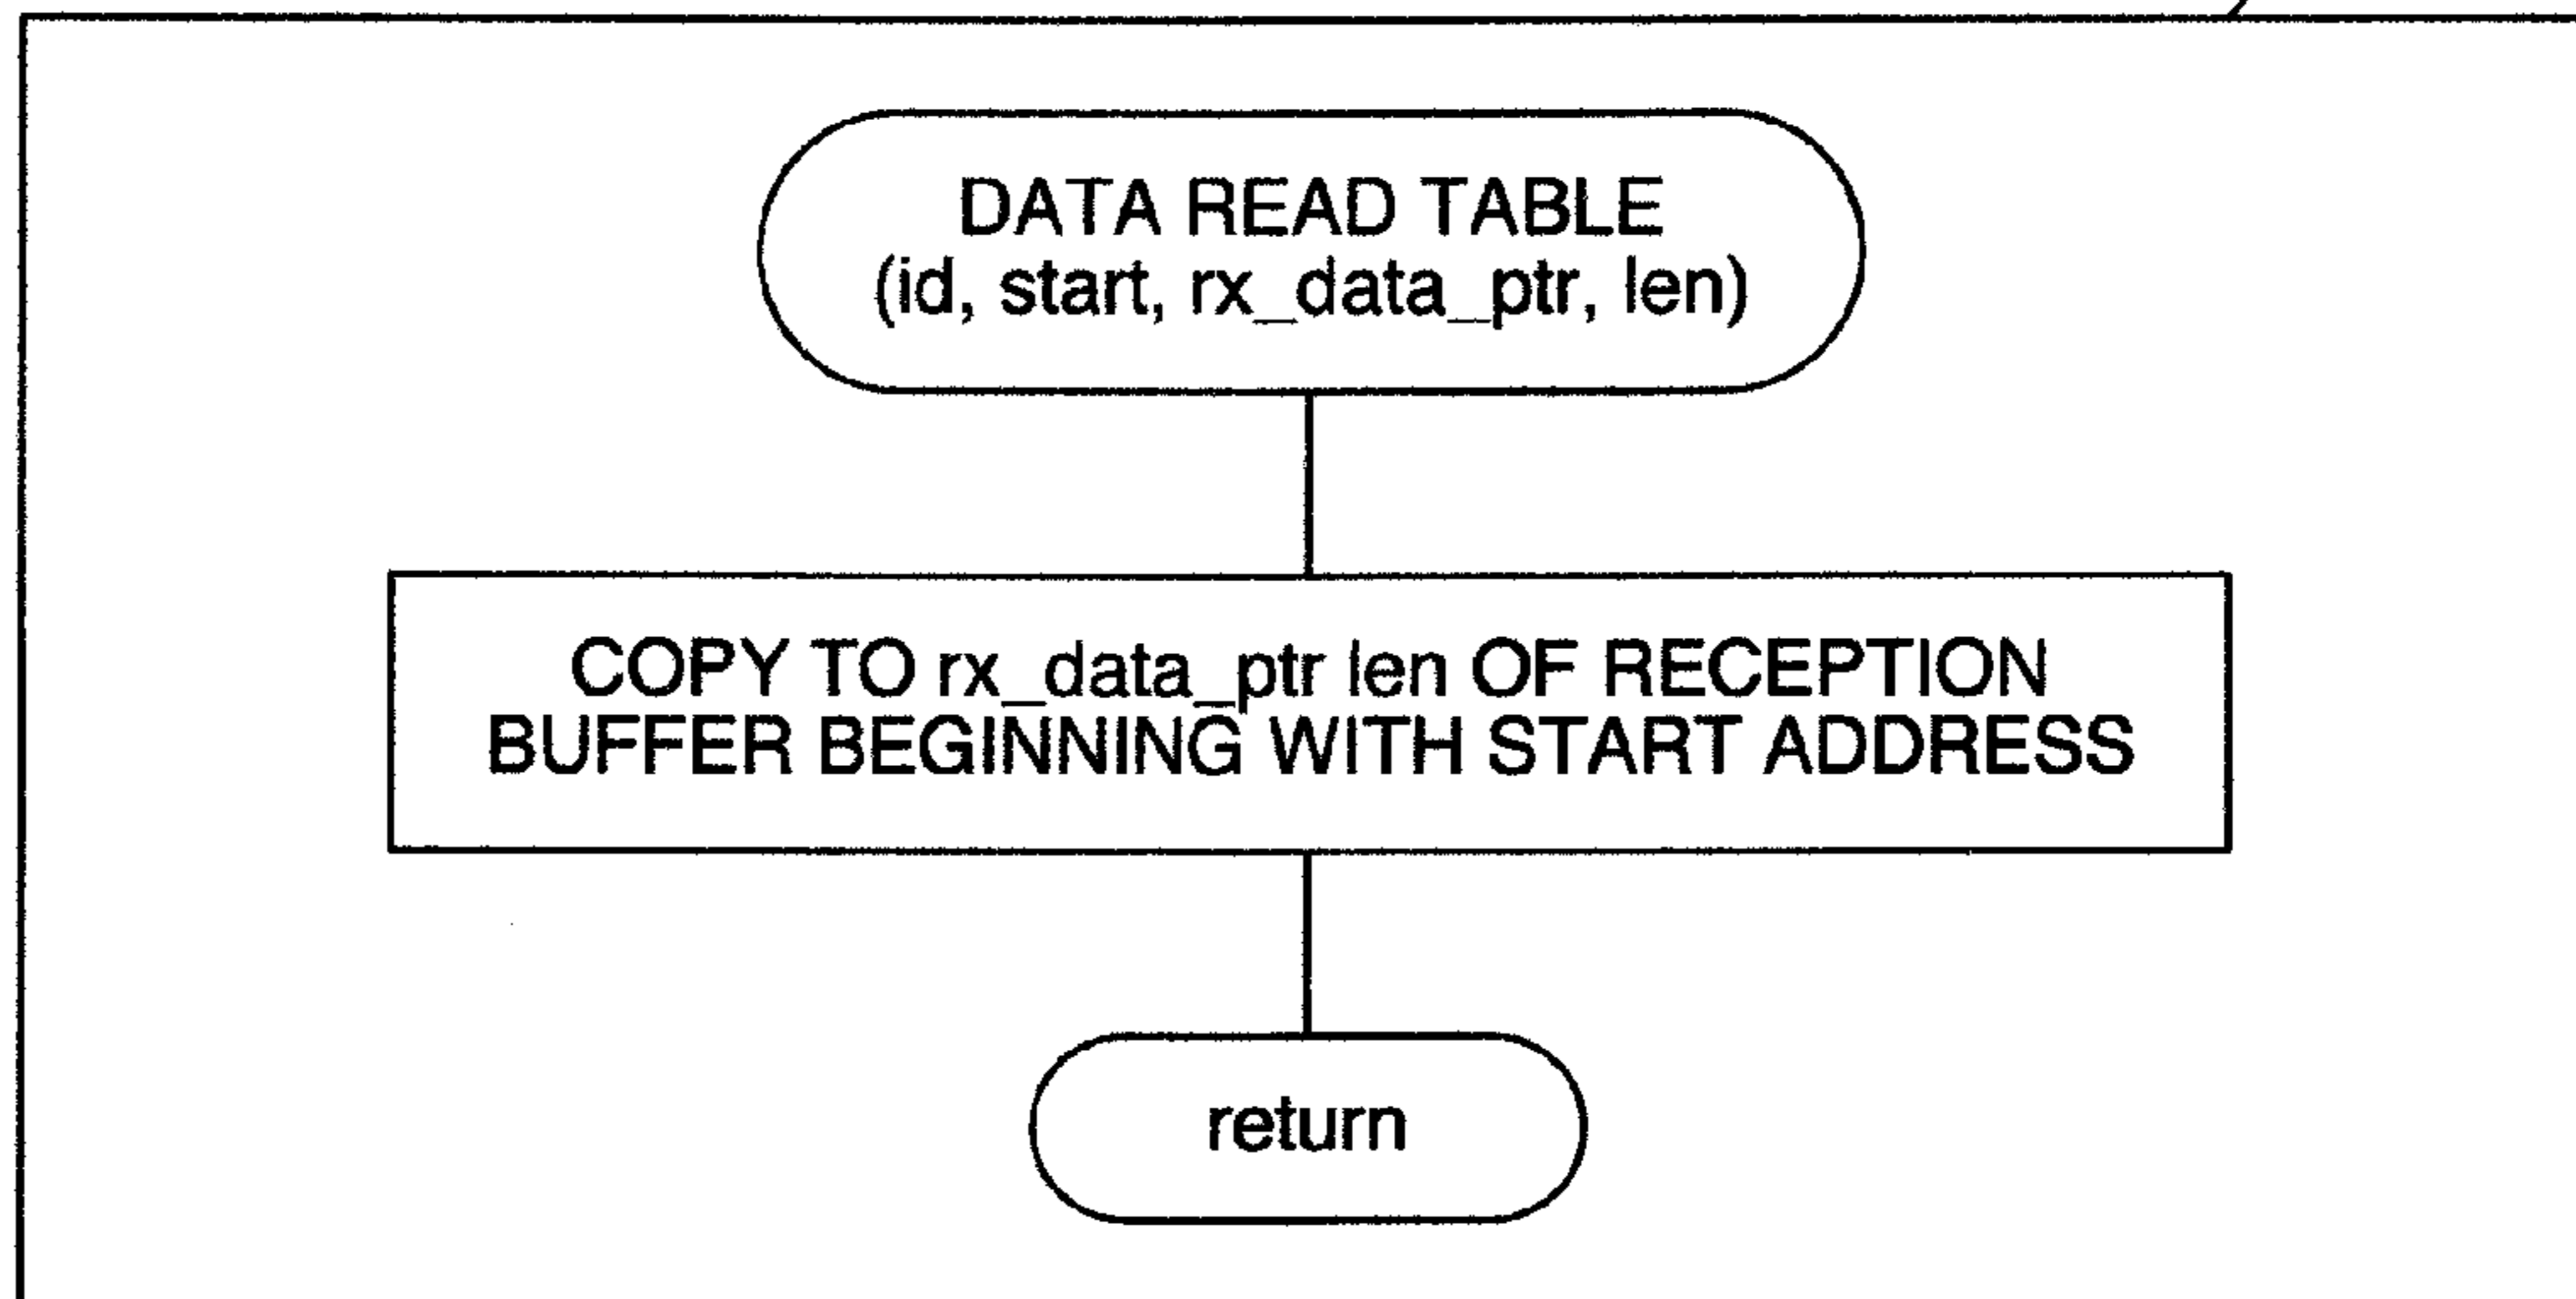 DATA READ TABLE
(id, start, rx_data_ptr, len)
COPY TO rx_data_ptr len OF RECEPTION
BUFFER BEGINNING WITH START ADDRESS
return